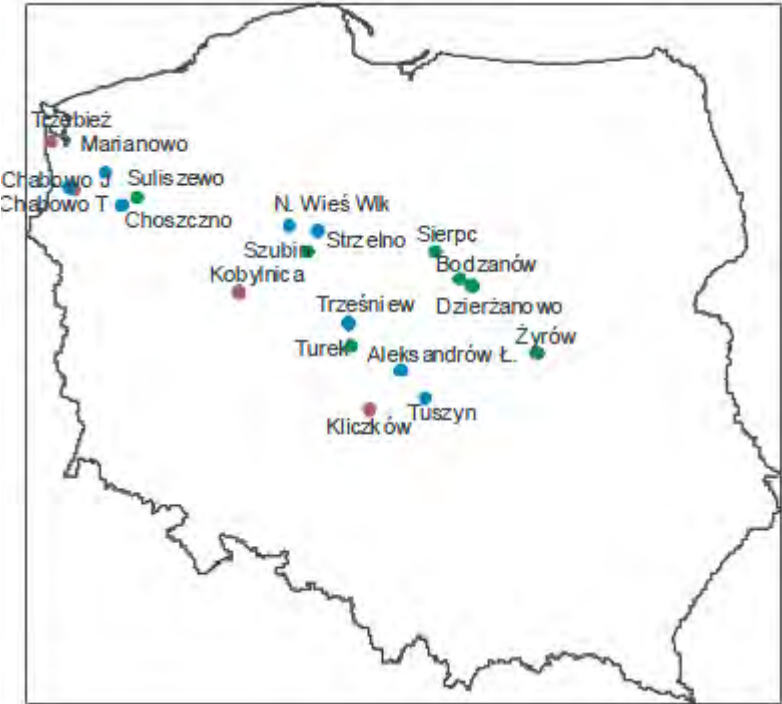 Trzebież
Marianowo
Chabowo J
Suliszewo
Chabowo T
Choszczno
N. Wieś Wlk
Strzelno
Sierpc
Szubin
Bodzanów
Kobylnica
Trześniew
Dzierżanowo
Żyrów
Turek
Aleksandrów Ł.
Tuszyn
Kliczków